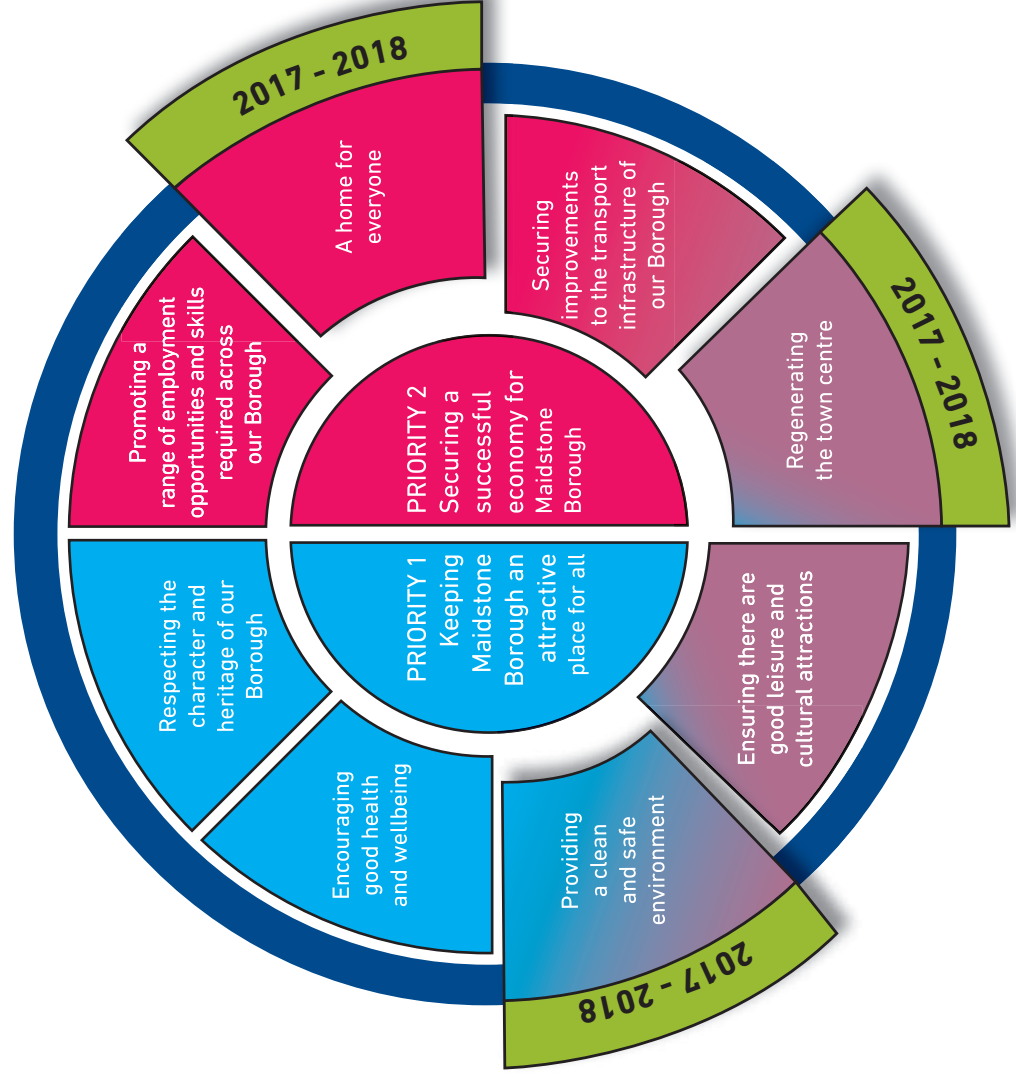 PRIORITY 1
Keeping
Maidstone
Borough an
attractive
place for all
PRIORITY 2
Securing a
successful
economy for
Maidstone
Borough
Respecting the
character and
heritage of our
Borough
Promoting a
range of employment
opportunities and skills
required across
our Borough
2017 - 2018
A home for
everyone
Securing
improvements
to the transport
infrastructure of
our Borough
2017 - 2018
Regenerating
the town centre
Ensuring there are
good leisure and
cultural attractions
2017 - 2018
Providing
a clean
and safe
environment
Encouraging
good health
and wellbeing